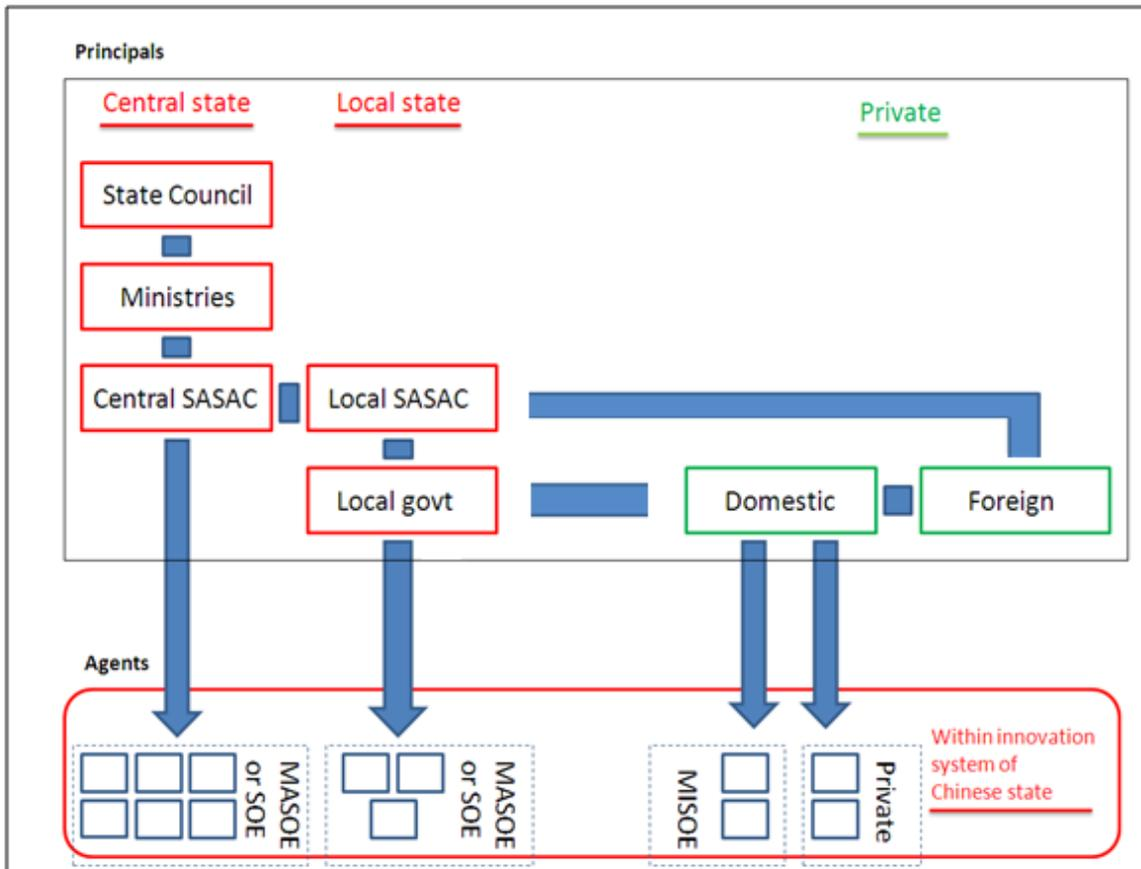 Principals
Central state
Local state
Private
State Council
Ministries
Central SASAC
Local SASAC
Local govt
Domestic
Foreign
Agents
MASOE
or SOE
MASOE
or SOE
MISOE
Private
Within innovation
system of
Chinese state